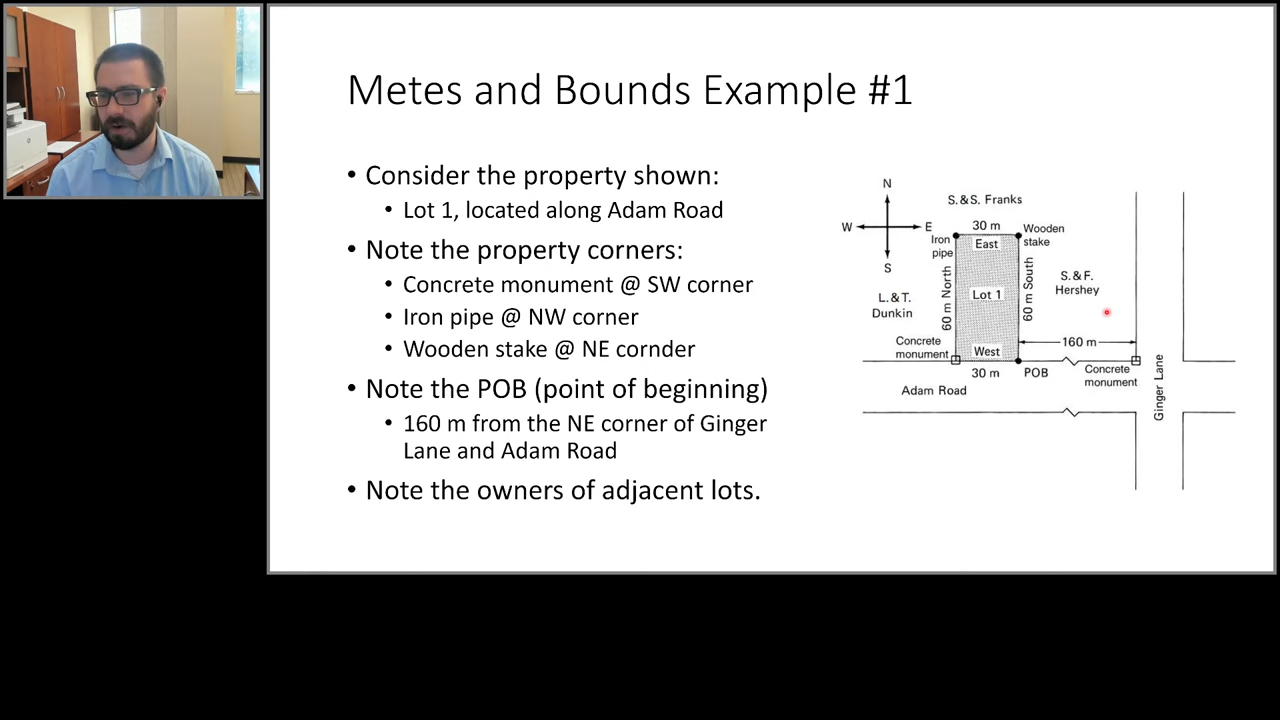 Metes and Bounds Example #1
• Consider the property shown:
• Lot 1, located along Adam Road
• Note the property corners:
• Concrete monument @ SW corner
• Iron pipe @ NW corner
• Wooden stake @ NE cornder
• Note the POB (point of beginning)
• 160 m from the NE corner of Ginger
Lane and Adam Road
• Note the owners of adjacent lots.
N
W
E
S
S.&S. Franks
30 m
East
Iron
pipe
Wooden
stake
60 m North
Lot 1
60 m South
S.&F.
Hershey
L.&T.
Dunkin
Concrete
monument
West
30 m
POB
160 m
Concrete
monument
Adam Road
Ginger Lane